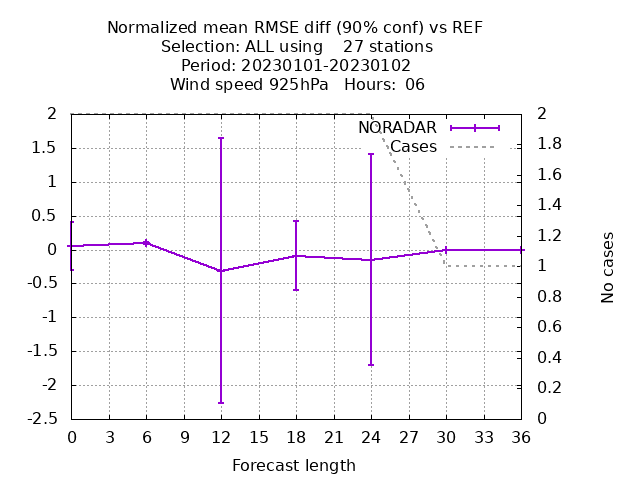 Normalized mean RMSE diff (90% conf) vs REF
Selection: ALL using    27 stations
Period: 20230101-20230102
Wind speed 925hPa   Hours:  06
NORADAR
Cases
2
1.5
1
0.5
0
-0.5
-1
-1.5
-2
-2.5
2
1.8
1.6
1.4
1.2
1
0.8
0.6
0.4
0.2
0
No cases
0 3 6 9 12 15 18 21 24 27 30 33 36
Forecast length